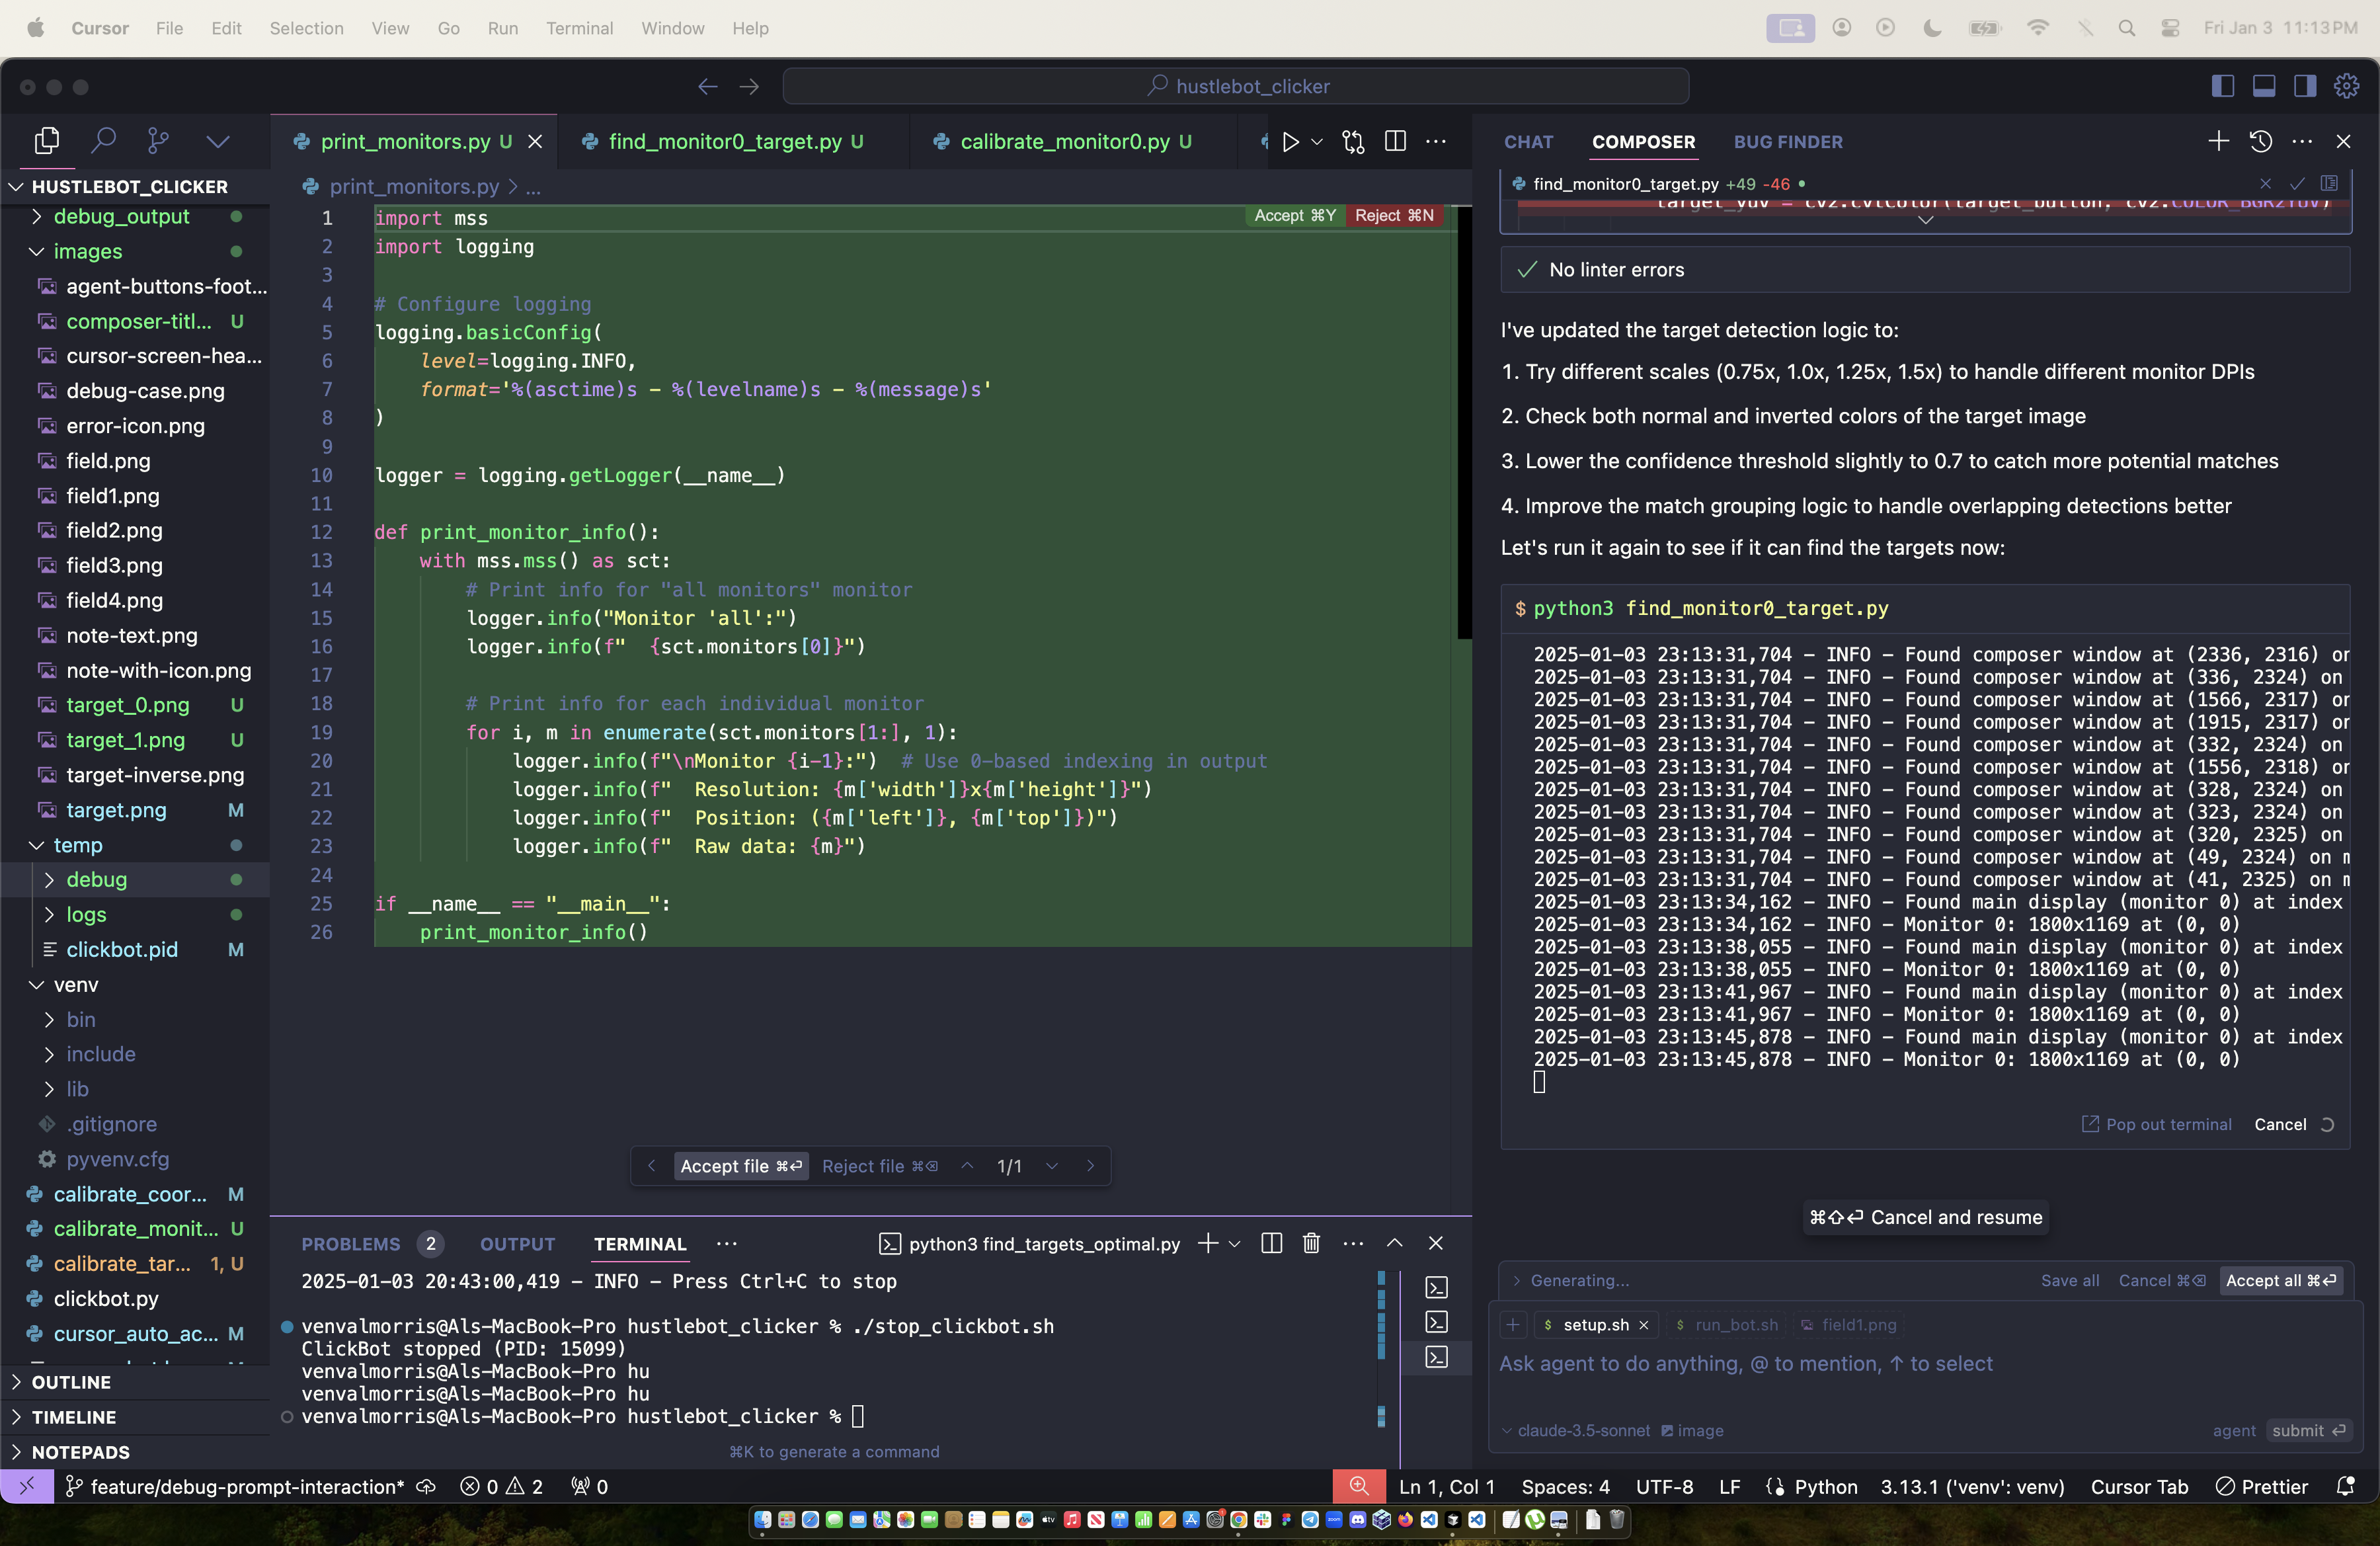 Cursor File Edit Selection View Go Run Terminal Window Help
Fri Jan 3 11:13 PM
hustlebot_clicker
HUSTLEBOT_CLICKER
debug_output
images
agent-buttons-foot...
composer-titl... U
cursor-screen-hea...
debug-case.png
error-icon.png
field.png
field1.png
field2.png
field3.png
field4.png
note-text.png
note-with-icon.png
target_0.png U
target_1.png U
target-inverse.png
target.png M
temp
debug
logs
clickbot.pid M
venv
bin
include
lib
.gitignore
pyvenv.cfg
calibrate_coor... M
calibrate_monit... U
calibrate_tar... 1, U
clickbot.py
cursor_auto_ac... M
OUTLINE
TIMELINE
NOTEPADS
print_monitors.py U
find_monitor0_target.py U
calibrate_monitor0.py U
print_monitors.py > ...
Accept ⌘Y Reject ⌘N
1 import mss
2 import logging
3
4 # Configure logging
5 logging.basicConfig(
6 level=logging.INFO,
7 format='%(asctime)s - %(levelname)s - %(message)s'
8 )
9
10 logger = logging.getLogger(__name__)
11
12 def print_monitor_info():
13 with mss.mss() as sct:
14 # Print info for "all monitors" monitor
15 logger.info("Monitor 'all':")
16 logger.info(f"  {sct.monitors[0]}")
17
18 # Print info for each individual monitor
19 for i, m in enumerate(sct.monitors[1:], 1):
20 logger.info(f"\nMonitor {i-1}:")  # Use 0-based indexing in output
21 logger.info(f"  Resolution: {m['width']}x{m['height']}")
22 logger.info(f"  Position: ({m['left']}, {m['top']})")
23 logger.info(f"  Raw data: {m}")
24
25 if __name__ == "__main__":
26 print_monitor_info()
Accept file ⌘⏎ Reject file ⌘⌫ 1/1
PROBLEMS 2 OUTPUT TERMINAL ...
python3 find_targets_optimal.py
2025-01-03 20:43:00,419 - INFO - Press Ctrl+C to stop
venvalmorris@Als-MacBook-Pro hustlebot_clicker % ./stop_clickbot.sh
ClickBot stopped (PID: 15099)
venvalmorris@Als-MacBook-Pro hu
venvalmorris@Als-MacBook-Pro hu
venvalmorris@Als-MacBook-Pro hustlebot_clicker %
⌘K to generate a command
CHAT COMPOSER BUG FINDER
find_monitor0_target.py +49 -46
target_yuv = cv2.cvtColor(target_button, cv2.COLOR_BGR2YUV)
No linter errors
I've updated the target detection logic to:
1. Try different scales (0.75x, 1.0x, 1.25x, 1.5x) to handle different monitor DPIs
2. Check both normal and inverted colors of the target image
3. Lower the confidence threshold slightly to 0.7 to catch more potential matches
4. Improve the match grouping logic to handle overlapping detections better
Let's run it again to see if it can find the targets now:
$ python3 find_monitor0_target.py
2025-01-03 23:13:31,704 - INFO - Found composer window at (2336, 2316) or
2025-01-03 23:13:31,704 - INFO - Found composer window at (336, 2324) on
2025-01-03 23:13:31,704 - INFO - Found composer window at (1566, 2317) or
2025-01-03 23:13:31,704 - INFO - Found composer window at (1915, 2317) or
2025-01-03 23:13:31,704 - INFO - Found composer window at (332, 2324) on
2025-01-03 23:13:31,704 - INFO - Found composer window at (1556, 2318) or
2025-01-03 23:13:31,704 - INFO - Found composer window at (328, 2324) on
2025-01-03 23:13:31,704 - INFO - Found composer window at (323, 2324) on
2025-01-03 23:13:31,704 - INFO - Found composer window at (320, 2325) on
2025-01-03 23:13:31,704 - INFO - Found composer window at (49, 2324) on m
2025-01-03 23:13:31,704 - INFO - Found composer window at (41, 2325) on m
2025-01-03 23:13:34,162 - INFO - Found main display (monitor 0) at index
2025-01-03 23:13:34,162 - INFO - Monitor 0: 1800x1169 at (0, 0)
2025-01-03 23:13:38,055 - INFO - Found main display (monitor 0) at index
2025-01-03 23:13:38,055 - INFO - Monitor 0: 1800x1169 at (0, 0)
2025-01-03 23:13:41,967 - INFO - Found main display (monitor 0) at index
2025-01-03 23:13:41,967 - INFO - Monitor 0: 1800x1169 at (0, 0)
2025-01-03 23:13:45,878 - INFO - Found main display (monitor 0) at index
2025-01-03 23:13:45,878 - INFO - Monitor 0: 1800x1169 at (0, 0)
Pop out terminal Cancel
⌘⇧⏎ Cancel and resume
Generating... Save all Cancel ⌘⌫ Accept all ⌘⏎
+ $ setup.sh × $ run_bot.sh field1.png
Ask agent to do anything, @ to mention, ↑ to select
claude-3.5-sonnet image agent submit ⏎
feature/debug-prompt-interaction* 0 2 0
Ln 1, Col 1 Spaces: 4 UTF-8 LF Python 3.13.1 ('venv': venv) Cursor Tab Prettier